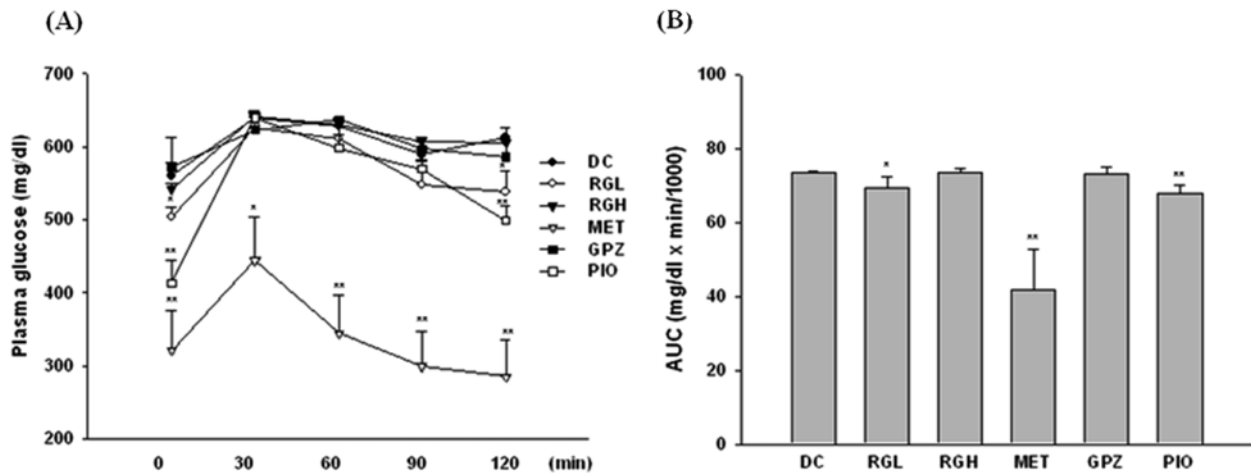 (A)
Plasma glucose (mg/dl)
700
600
500
400
300
200
0 30 60 90 120 (min)
*
**
**
*
**
**
*
**
**
DC
RGL
RGH
MET
GPZ
PIO
(B)
AUC (mg/dl x min/1000)
100
80
60
40
20
0
*
**
**
DC RGL RGH MET GPZ PIO